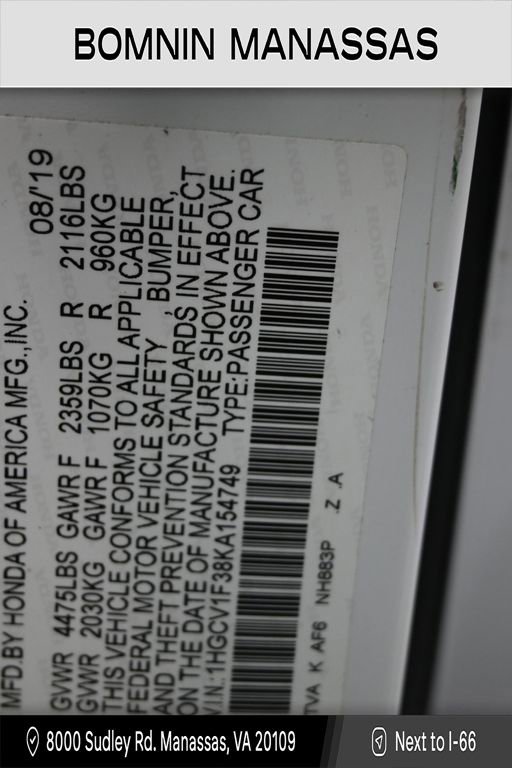 BOMNIN MANASSAS
MFD.BY HONDA OF AMERICA MFG.,INC. 08/'19
GVWR 4475LBS GAWR F 2359LBS R 2116LBS
GVWR 2030KG GAWR F 1070KG R 960KG
THIS VEHICLE CONFORMS TO ALL APPLICABLE
FEDERAL MOTOR VEHICLE SAFETY , BUMPER,
AND THEFT PREVENTION STANDARDS IN EFFECT
ON THE DATE OF MANUFACTURE SHOWN ABOVE.
V.I.N.:1HGCV1F38KA154749 TYPE:PASSENGER CAR
TVA K AF6 NH883P .Z .A
8000 Sudley Rd. Manassas, VA 20109
Next to I-66